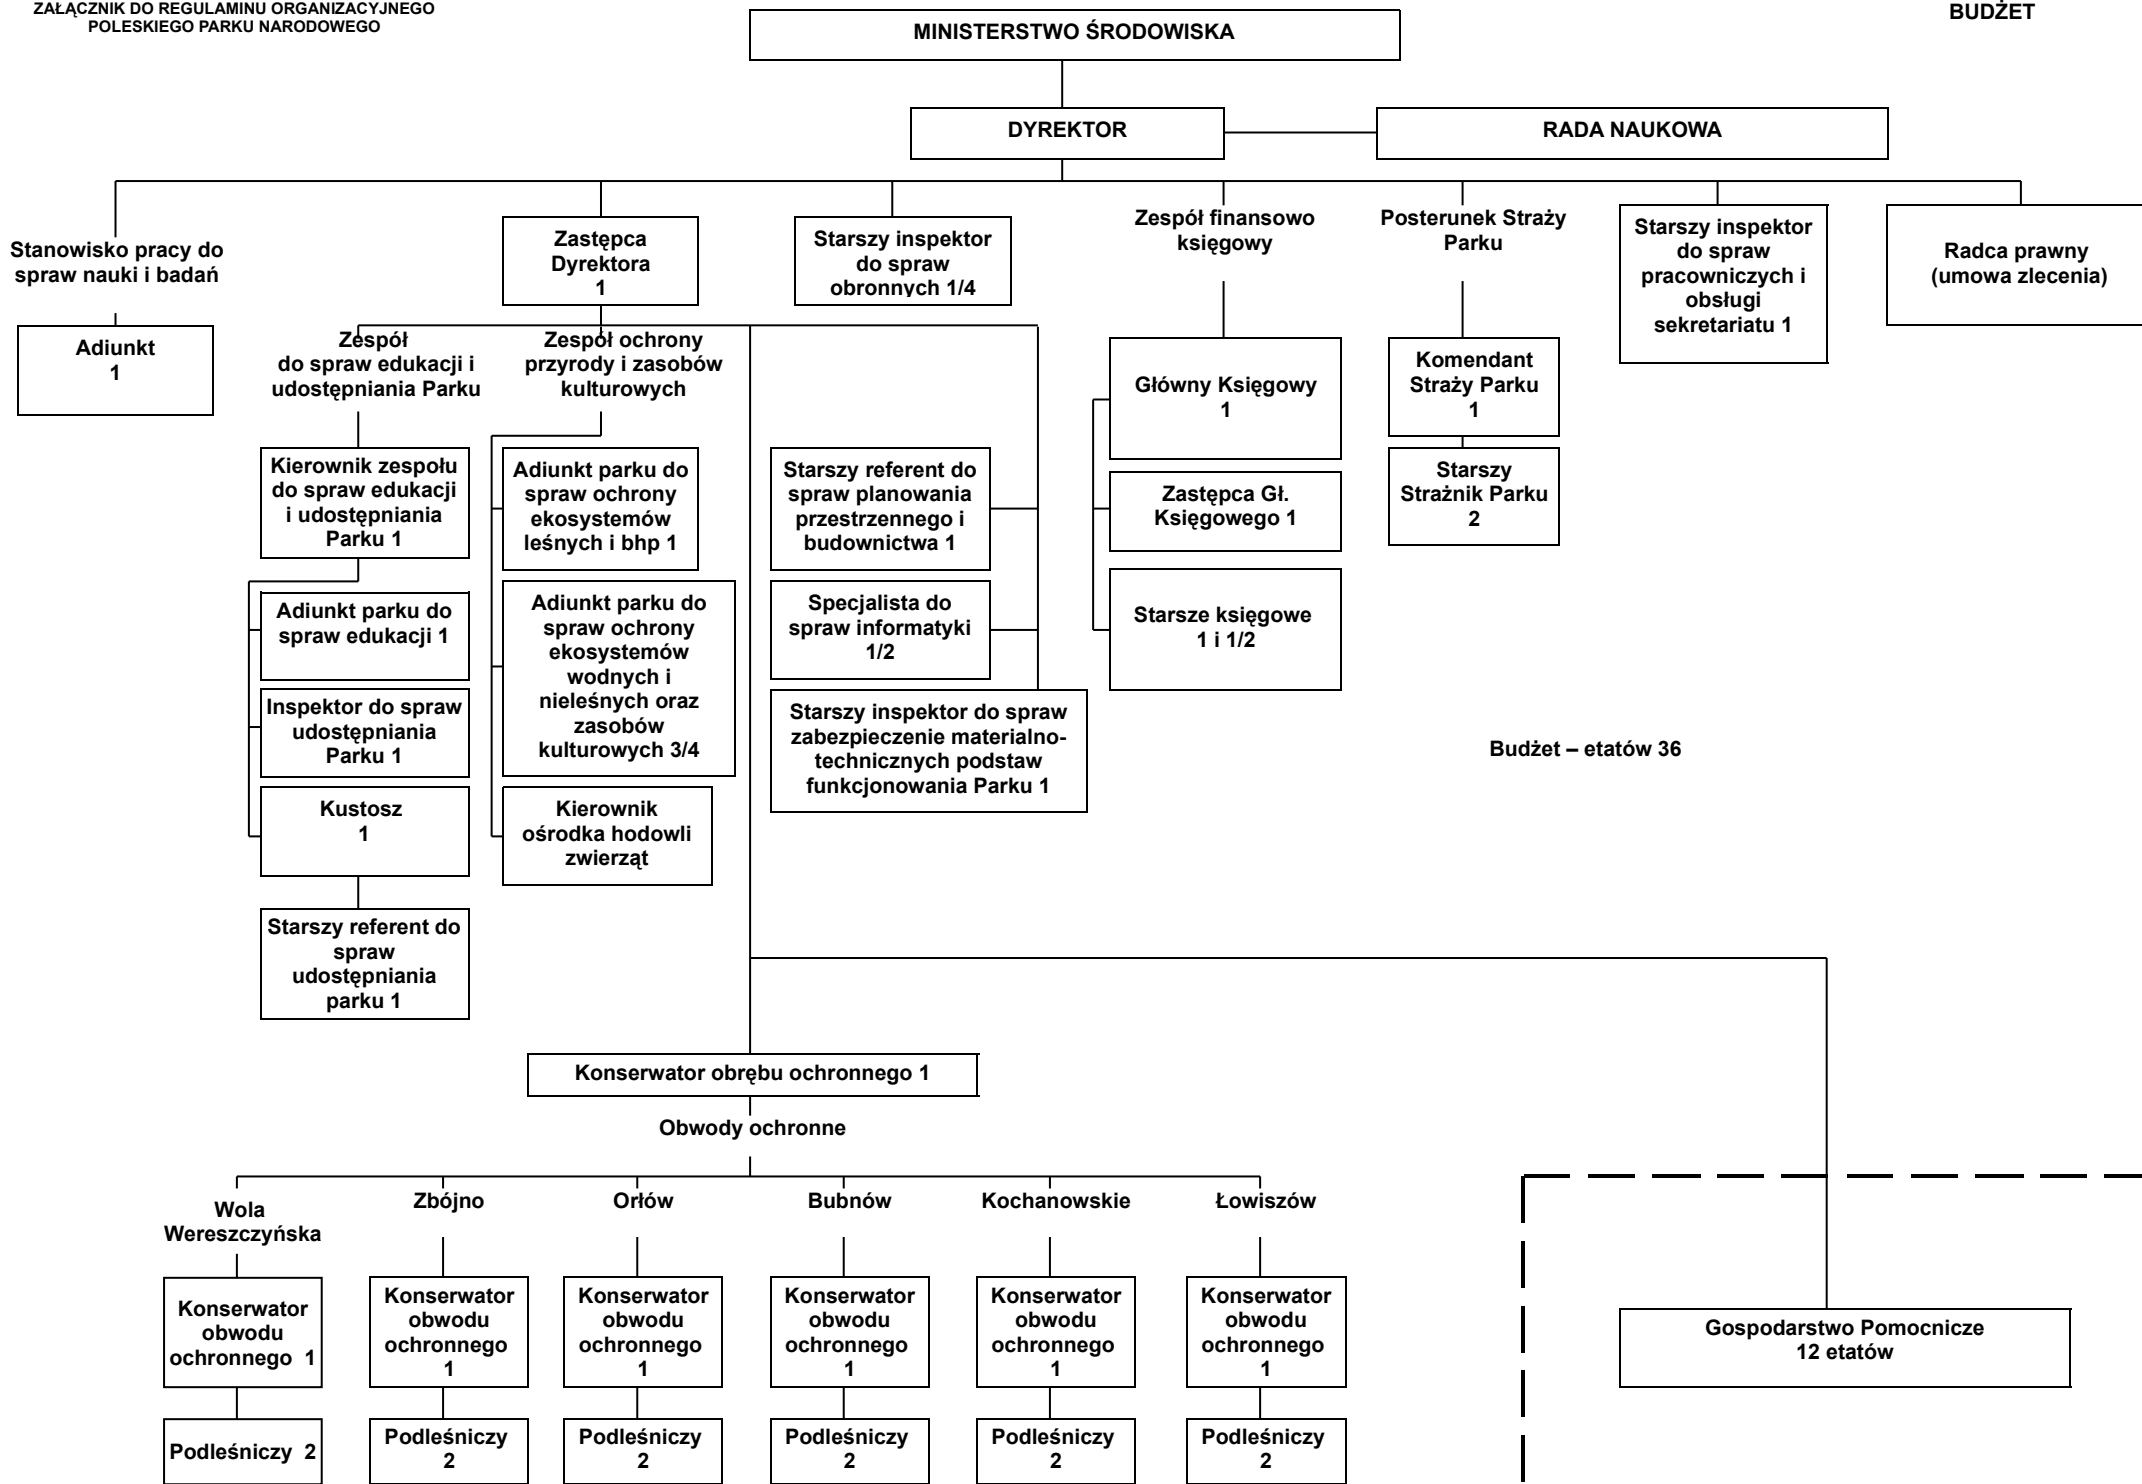 ZAŁĄCZNIK DO REGULAMINU ORGANIZACYJNEGO
POLESKIEGO PARKU NARODOWEGO
BUDŻET
MINISTERSTWO ŚRODOWISKA
DYREKTOR
RADA NAUKOWA
Stanowisko pracy do
spraw nauki i badań
Adiunkt
1
Zastępca
Dyrektora
1
Starszy inspektor
do spraw
obronnych 1/4
Zespół finansowo
księgowy
Posterunek Straży
Parku
Starszy inspektor
do spraw
pracowniczych i
obsługi
sekretariatu 1
Radca prawny
(umowa zlecenia)
Zespół
do spraw edukacji i
udostępniania Parku
Zespół ochrony
przyrody i zasobów
kulturowych
Główny Księgowy
1
Komendant
Straży Parku
1
Kierownik zespołu
do spraw edukacji
i udostępniania
Parku 1
Adiunkt parku do
spraw ochrony
ekosystemów
leśnych i bhp 1
Starszy referent do
spraw planowania
przestrzennego i
budownictwa 1
Zastępca Gł.
Księgowego 1
Starszy
Strażnik Parku
2
Adiunkt parku do
spraw edukacji 1
Adiunkt parku do
spraw ochrony
ekosystemów
wodnych i
nieleśnych oraz
zasobów
kulturowych 3/4
Specjalista do
spraw informatyki
1/2
Starsze księgowe
1 i 1/2
Inspektor do spraw
udostępniania
Parku 1
Starszy inspektor do spraw
zabezpieczenie materialno-
technicznych podstaw
funkcjonowania Parku 1
Budżet – etatów 36
Kustosz
1
Kierownik
ośrodka hodowli
zwierząt
Starszy referent do
spraw
udostępniania
parku 1
Konserwator obrębu ochronnego 1
Obwody ochronne
Wola
Wereszczyńska
Zbójno
Orłów
Bubnów
Kochanowskie
Łowiszów
Konserwator
obwodu
ochronnego 1
Konserwator
obwodu
ochronnego
1
Konserwator
obwodu
ochronnego
1
Konserwator
obwodu
ochronnego
1
Konserwator
obwodu
ochronnego
1
Konserwator
obwodu
ochronnego
1
Gospodarstwo Pomocnicze
12 etatów
Podleśniczy 2
Podleśniczy
2
Podleśniczy
2
Podleśniczy
2
Podleśniczy
2
Podleśniczy
2